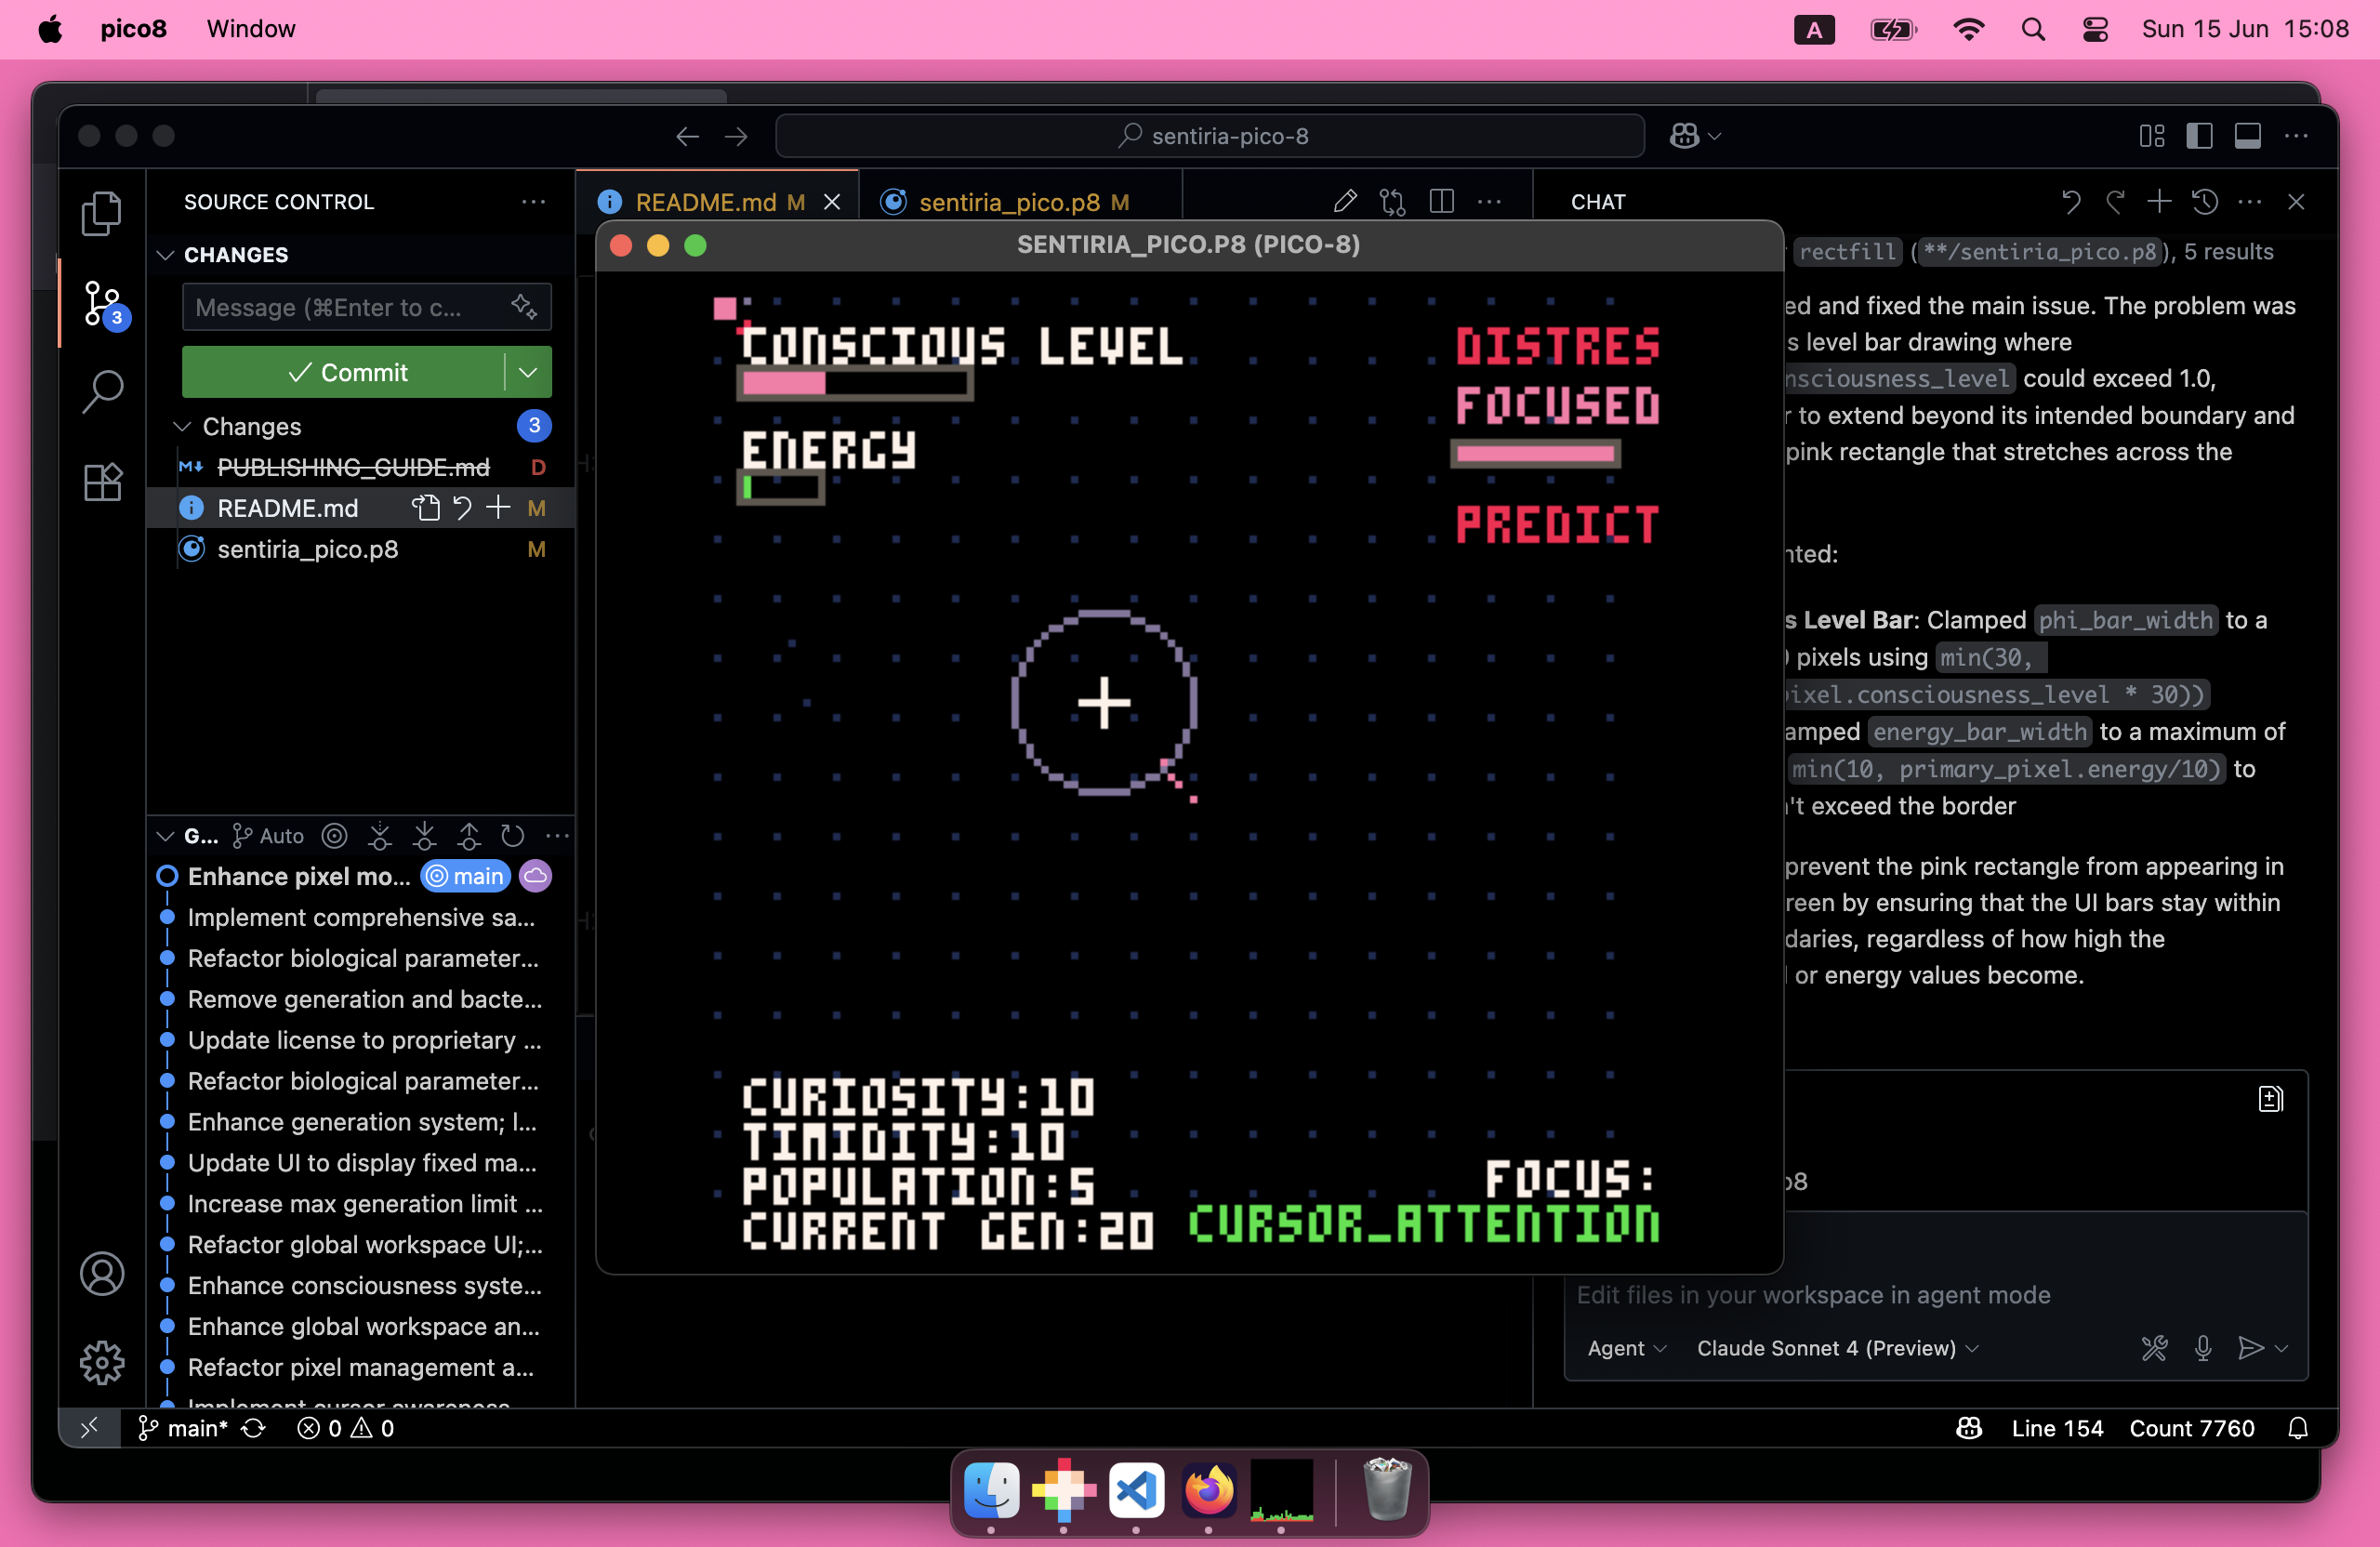 pico8 Window A Sun 15 Jun 15:08
sentiria-pico-8
SOURCE CONTROL
README.md M
sentiria_pico.p8 M
CHAT
CHANGES
Message (⌘Enter to c...
Commit
Changes 3
PUBLISHING_GUIDE.md D
README.md M
sentiria_pico.p8 M
3
G... Auto
Enhance pixel mo... main
Implement comprehensive sa...
Refactor biological parameter...
Remove generation and bacte...
Update license to proprietary ...
Refactor biological parameter...
Enhance generation system; l...
Update UI to display fixed ma...
Increase max generation limit ...
Refactor global workspace UI;...
Enhance consciousness syste...
Enhance global workspace an...
Refactor pixel management a...
Implement cursor awareness
SENTIRIA_PICO.P8 (PICO-8)
CONSCIOUS LEVEL
ENERGY
DISTRES
FOCUSED
PREDICT
CURIOSITY:10
TIMIDITY:10
POPULATION:5
CURRENT GEN:20
FOCUS:
CURSOR_ATTENTION
rectfill (**/sentiria_pico.p8), 5 results
ed and fixed the main issue. The problem was
s level bar drawing where
nsciousness_level could exceed 1.0,
r to extend beyond its intended boundary and
pink rectangle that stretches across the
nted:
s Level Bar: Clamped phi_bar_width to a
pixels using min(30,
pixel.consciousness_level * 30))
amped energy_bar_width to a maximum of
min(10, primary_pixel.energy/10) to
't exceed the border
prevent the pink rectangle from appearing in
reen by ensuring that the UI bars stay within
daries, regardless of how high the
or energy values become.
p8
Edit files in your workspace in agent mode
Agent Claude Sonnet 4 (Preview)
main* 0 0 Line 154 Count 7760